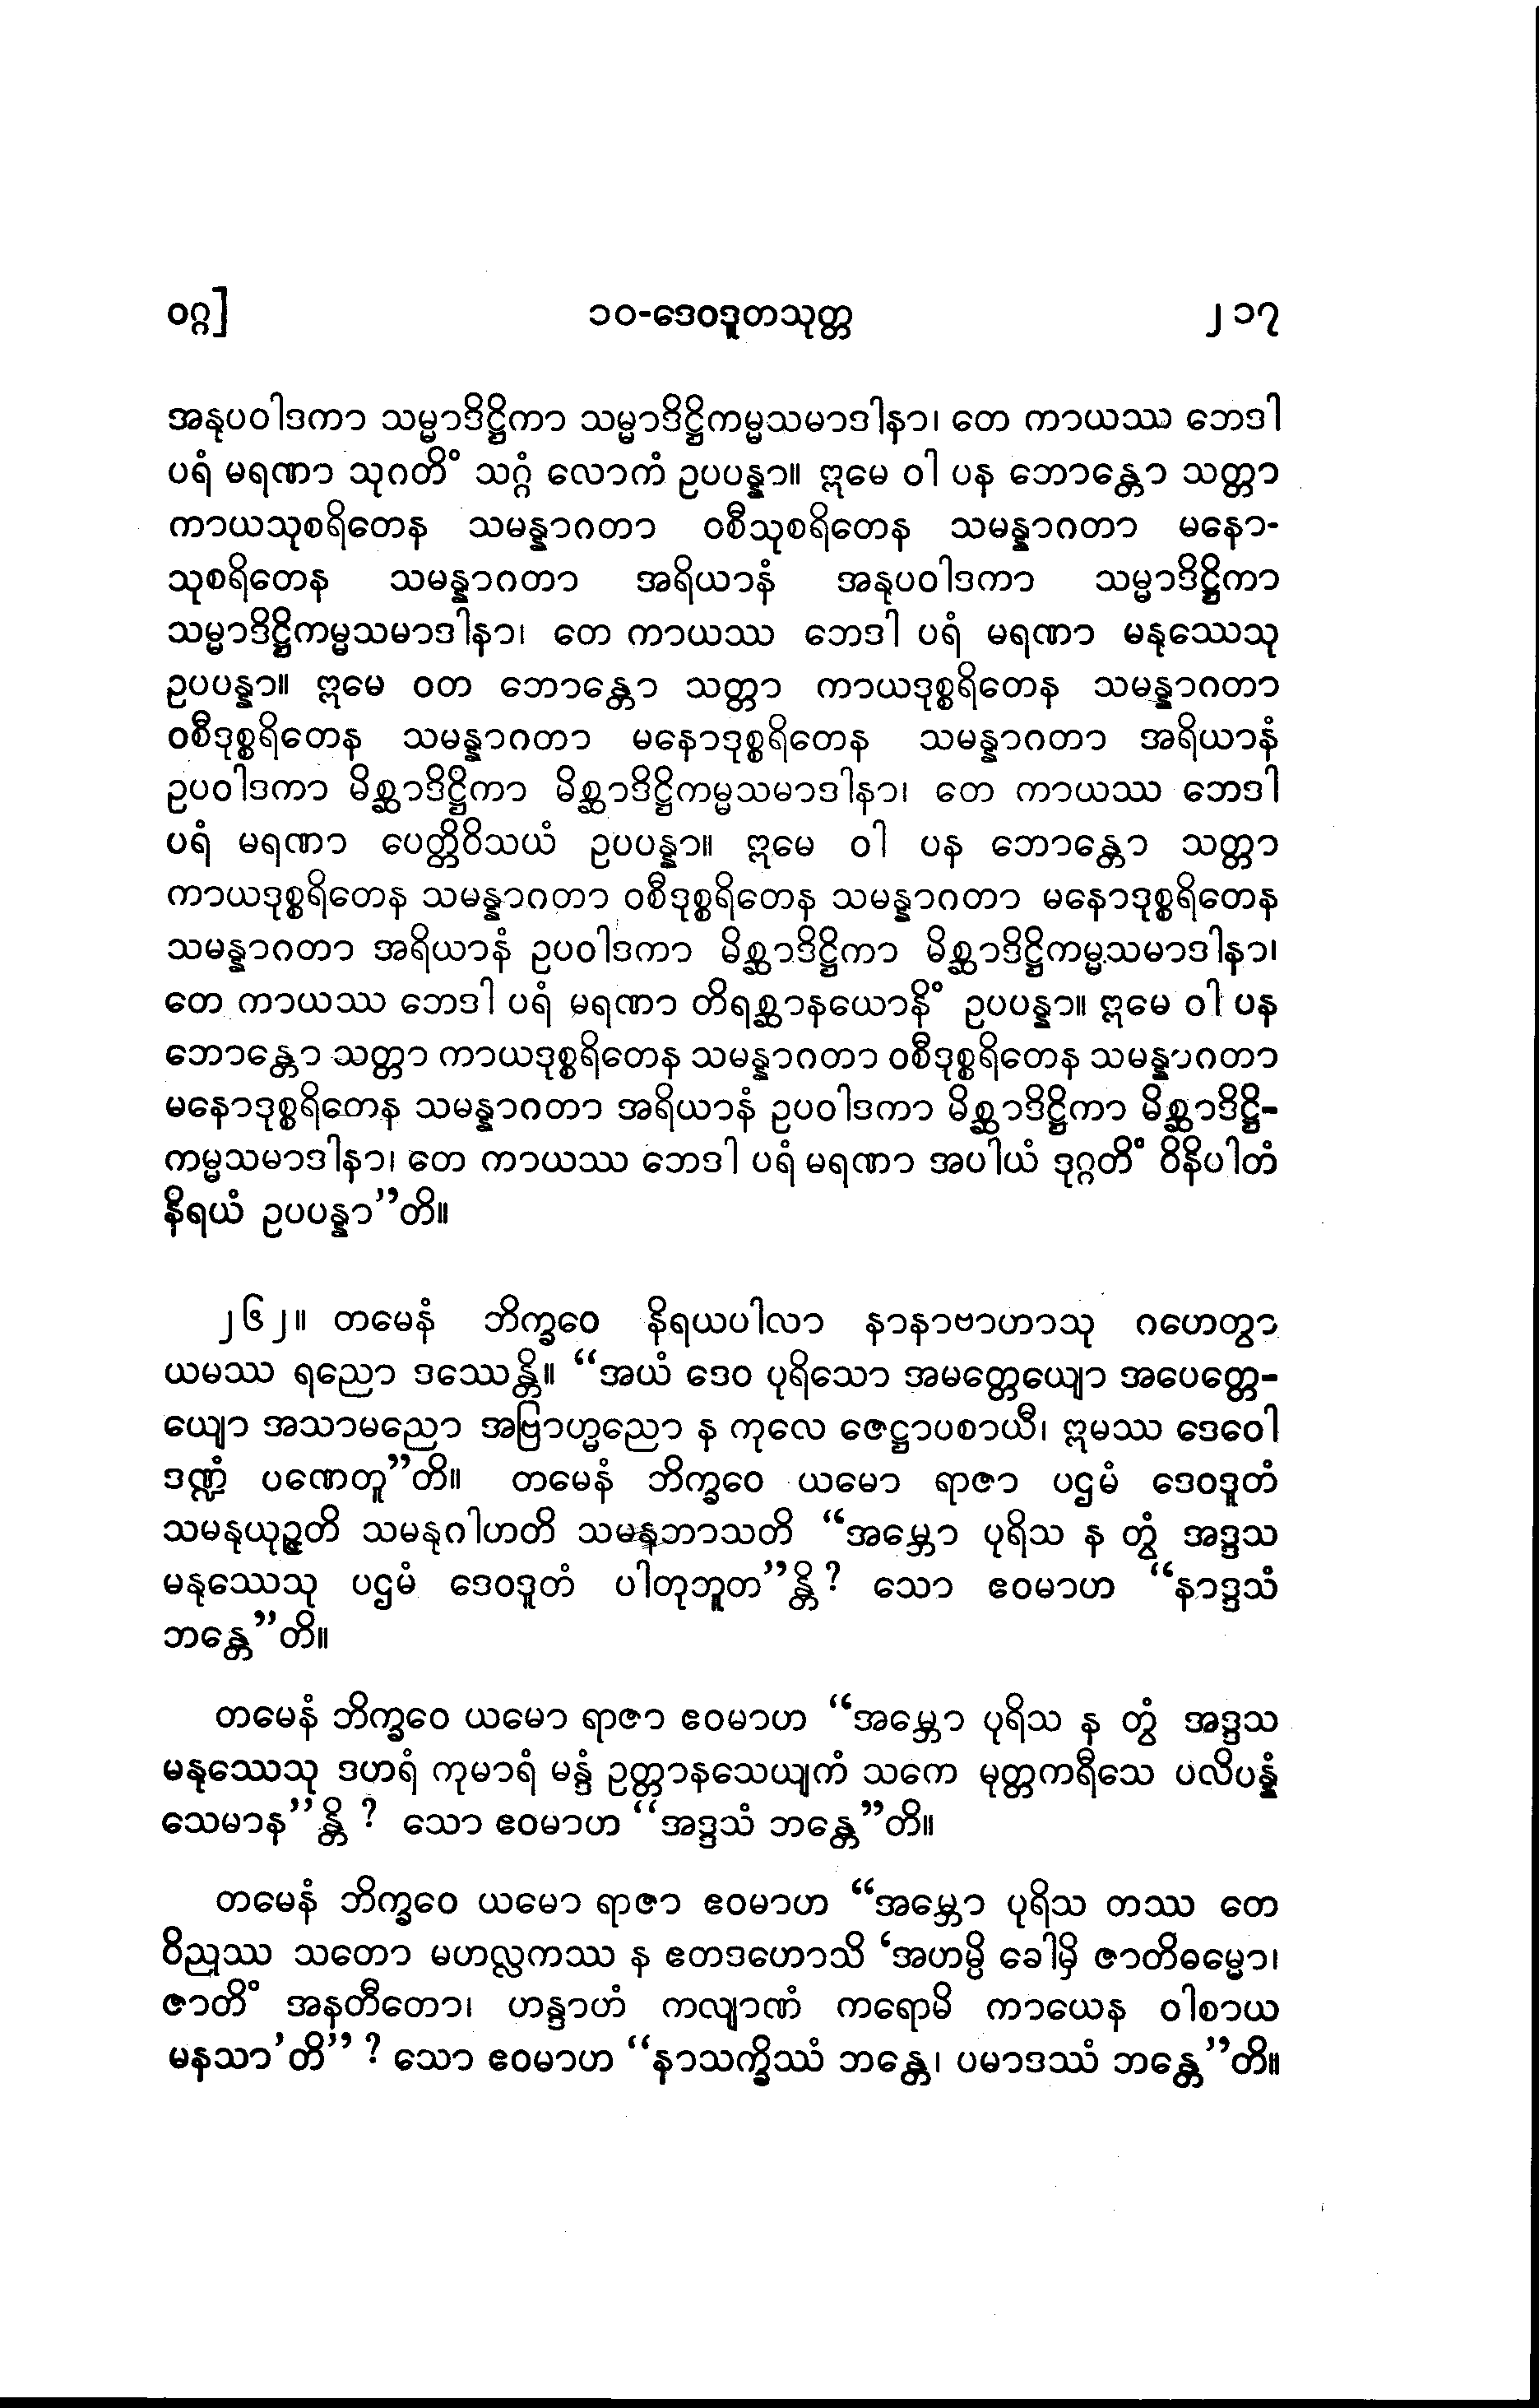 ဝဂ္ဂ] ၁၀-ဒေဝဒူတသုတ္တ ၂၁၇
အနုပဝါဒကာ သမ္မာဒိဋ္ဌိကာ သမ္မာဒိဋ္ဌိကမ္မသမာဒါနာ၊ တေ ကာယဿ ဘေဒါ
ပရံ မရဏာ သုဂတိံ သဂ္ဂံ လောကံ ဥပပန္နာ။ ဣမေ ဝါ ပန ဘောန္တော သတ္တာ
ကာယသုစရိတေန သမန္နာဂတာ ဝစီသုစရိတေန သမန္နာဂတာ မနော-
သုစရိတေန သမန္နာဂတာ အရိယာနံ အနုပဝါဒကာ သမ္မာဒိဋ္ဌိကာ
သမ္မာဒိဋ္ဌိကမ္မသမာဒါနာ၊ တေ ကာယဿ ဘေဒါ ပရံ မရဏာ မနုဿေသု
ဥပပန္နာ။ ဣမေ ဝတ ဘောန္တော သတ္တာ ကာယဒုစ္စရိတေန သမန္နာဂတာ
ဝစီဒုစ္စရိတေန သမန္နာဂတာ မနောဒုစ္စရိတေန သမန္နာဂတာ အရိယာနံ
ဥပဝါဒကာ မိစ္ဆာဒိဋ္ဌိကာ မိစ္ဆာဒိဋ္ဌိကမ္မသမာဒါနာ၊ တေ ကာယဿ ဘေဒါ
ပရံ မရဏာ ပေတ္တိဝိသယံ ဥပပန္နာ။ ဣမေ ဝါ ပန ဘောန္တော သတ္တာ
ကာယဒုစ္စရိတေန သမန္နာဂတာ ဝစီဒုစ္စရိတေန သမန္နာဂတာ မနောဒုစ္စရိတေန
သမန္နာဂတာ အရိယာနံ ဥပဝါဒကာ မိစ္ဆာဒိဋ္ဌိကာ မိစ္ဆာဒိဋ္ဌိကမ္မသမာဒါနာ၊
တေ ကာယဿ ဘေဒါ ပရံ မရဏာ တိရစ္ဆာနယောနိံ ဥပပန္နာ။ ဣမေ ဝါ ပန
ဘောန္တော သတ္တာ ကာယဒုစ္စရိတေန သမန္နာဂတာ ဝစီဒုစ္စရိတေန သမန္နာဂတာ
မနောဒုစ္စရိတေန သမန္နာဂတာ အရိယာနံ ဥပဝါဒကာ မိစ္ဆာဒိဋ္ဌိကာ မိစ္ဆာဒိဋ္ဌိ-
ကမ္မသမာဒါနာ၊ တေ ကာယဿ ဘေဒါ ပရံ မရဏာ အပါယံ ဒုဂ္ဂတိံ ဝိနိပါတံ
နိရယံ ဥပပန္နာ”တိ။
၂၆၂။ တမေနံ ဘိက္ခဝေ နိရယပါလာ နာနာဗာဟာသု ဂဟေတွာ
ယမဿ ရညော ဒဿေန္တိ။ “အယံ ဒေဝ ပုရိသော အမတ္တေယျော အပေတ္တေ-
ယျော အသာမညော အဗြာဟ္မညော န ကုလေ ဇေဋ္ဌာပစာယီ၊ ဣမဿ ဒေဝေါ
ဒဏ္ဍံ ပဏေတူ”တိ။ တမေနံ ဘိက္ခဝေ ယမော ရာဇာ ပဌမံ ဒေဝဒူတံ
သမနုယုဉ္ဇတိ သမနုဂါဟတိ သမနုဘာသတိ “အမ္ဘော ပုရိသ န တွံ အဒ္ဒသ
မနုဿေသု ပဌမံ ဒေဝဒူတံ ပါတုဘူတ”န္တိ? သော ဧဝမာဟ “နာဒ္ဒသံ
ဘန္တေ”တိ။
တမေနံ ဘိက္ခဝေ ယမော ရာဇာ ဧဝမာဟ “အမ္ဘော ပုရိသ န တွံ အဒ္ဒသ
မနုဿေသု ဒဟရံ ကုမာရံ မန္ဒံ ဥတ္တာနသေယျကံ သကေ မုတ္တကရီသေ ပလိပန္နံ
သေမာန”န္တိ? သော ဧဝမာဟ “အဒ္ဒသံ ဘန္တေ”တိ။
တမေနံ ဘိက္ခဝေ ယမော ရာဇာ ဧဝမာဟ “အမ္ဘော ပုရိသ တဿ တေ
ဝိညုဿ သတော မဟလ္လကဿ န ဧတဒဟောသိ ‘အဟမ္ပိ ခေါမှိ ဇာတိဓမ္မော၊
ဇာတိံ အနတီတော၊ ဟန္ဒာဟံ ကလျာဏံ ကရောမိ ကာယေန ဝါစာယ
မနသာ’တိ”? သော ဧဝမာဟ “နာသက္ခိဿံ ဘန္တေ၊ ပမာဒဿံ ဘန္တေ”တိ။